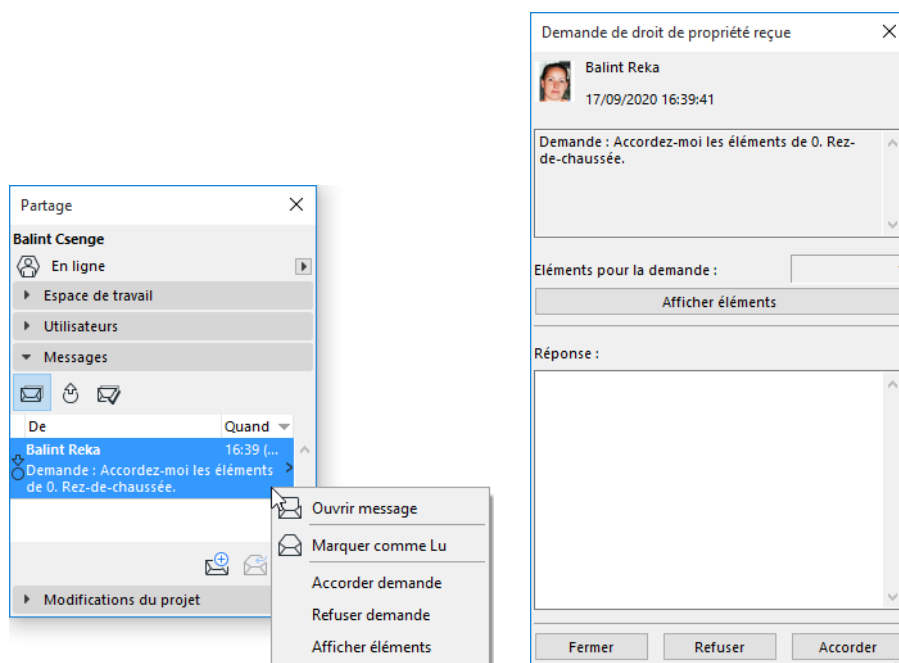 Partage
Balint Csenge
En ligne
Espace de travail
Utilisateurs
Messages
De Quand
Balint Reka 16:39 (...
Demande : Accordez-moi les éléments
de 0. Rez-de-chaussée.
Modifications du projet
Ouvrir message
Marquer comme Lu
Accorder demande
Refuser demande
Afficher éléments
Demande de droit de propriété reçue
Balint Reka
17/09/2020 16:39:41
Demande : Accordez-moi les éléments de 0. Rez-
de-chaussée.
Eléments pour la demande :
Afficher éléments
Réponse :
Fermer Refuser Accorder